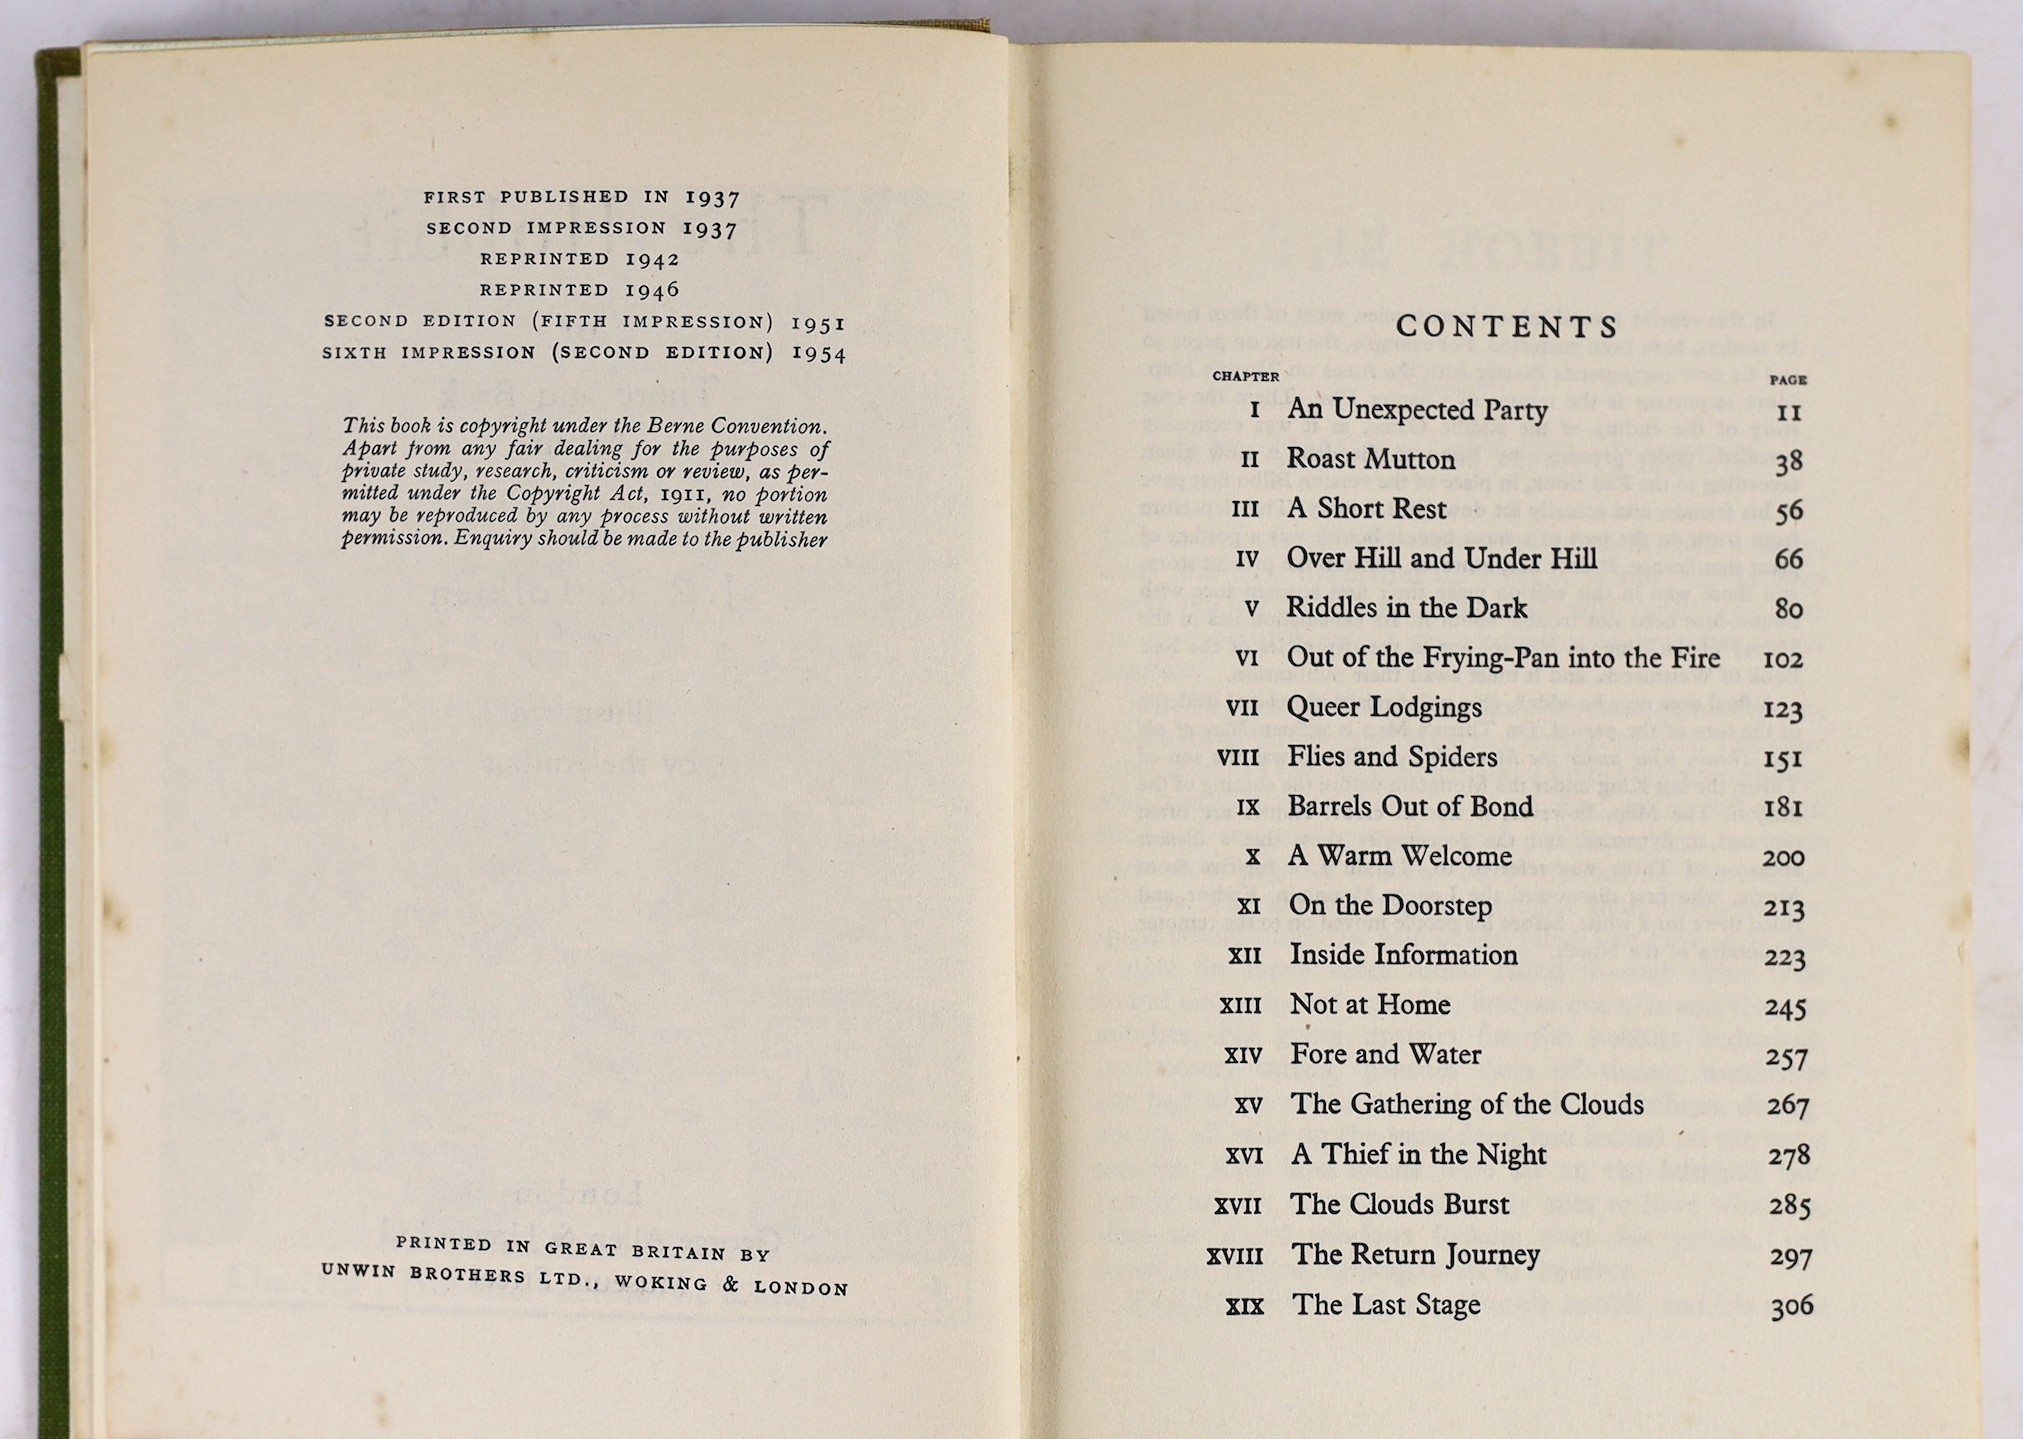 FIRST PUBLISHED IN 1937
SECOND IMPRESSION 1937
REPRINTED 1942
REPRINTED 1946
SECOND EDITION (FIFTH IMPRESSION) 1951
SIXTH IMPRESSION (SECOND EDITION) 1954
This book is copyright under the Berne Convention.
Apart from any fair dealing for the purposes of
private study, research, criticism or review, as per-
mitted under the Copyright Act, 1911, no portion
may be reproduced by any process without written
permission. Enquiry should be made to the publisher
PRINTED IN GREAT BRITAIN BY
UNWIN BROTHERS LTD., WOKING & LONDON
CONTENTS
CHAPTER PAGE
I An Unexpected Party 11
II Roast Mutton 38
III A Short Rest 56
IV Over Hill and Under Hill 66
V Riddles in the Dark 80
VI Out of the Frying-Pan into the Fire 102
VII Queer Lodgings 123
VIII Flies and Spiders 151
IX Barrels Out of Bond 181
X A Warm Welcome 200
XI On the Doorstep 213
XII Inside Information 223
XIII Not at Home 245
XIV Fore and Water 257
XV The Gathering of the Clouds 267
XVI A Thief in the Night 278
XVII The Clouds Burst 285
XVIII The Return Journey 297
XIX The Last Stage 306